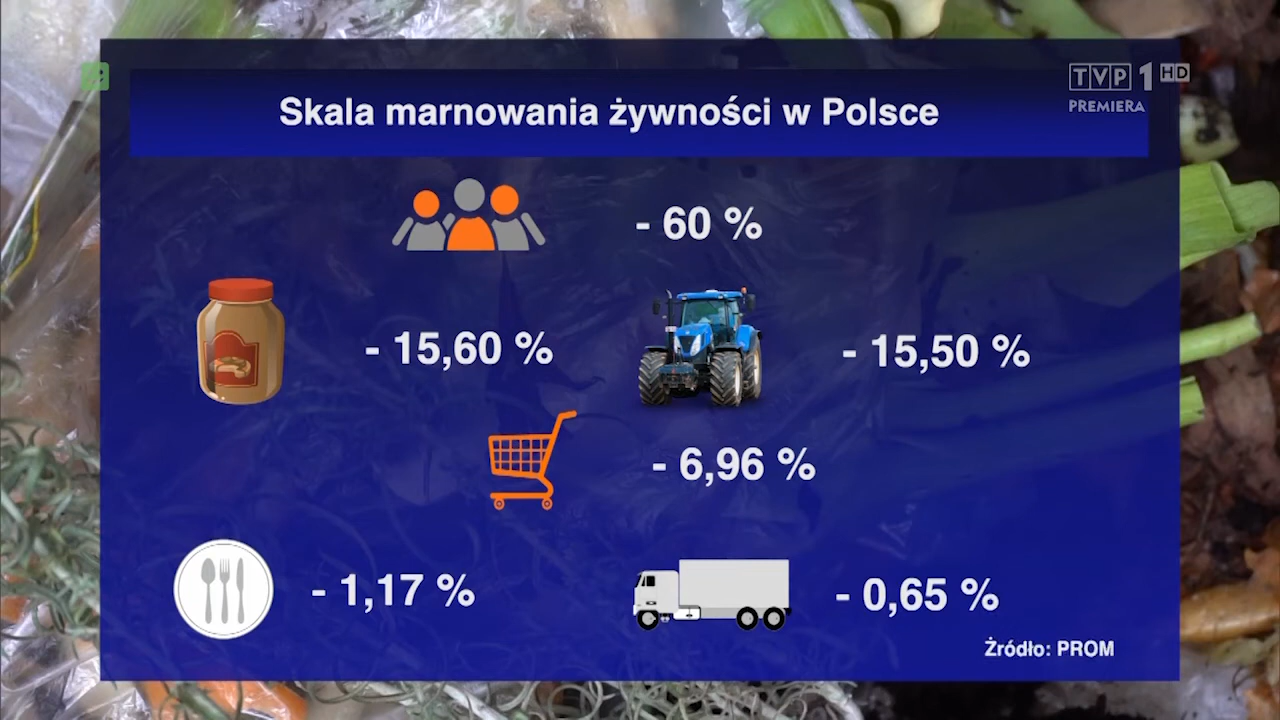 TVP 1 HD
PREMIERA
Skala marnowania żywności w Polsce
- 60 %
- 15,60 %
- 15,50 %
- 6,96 %
- 1,17 %
- 0,65 %
Źródło: PROM